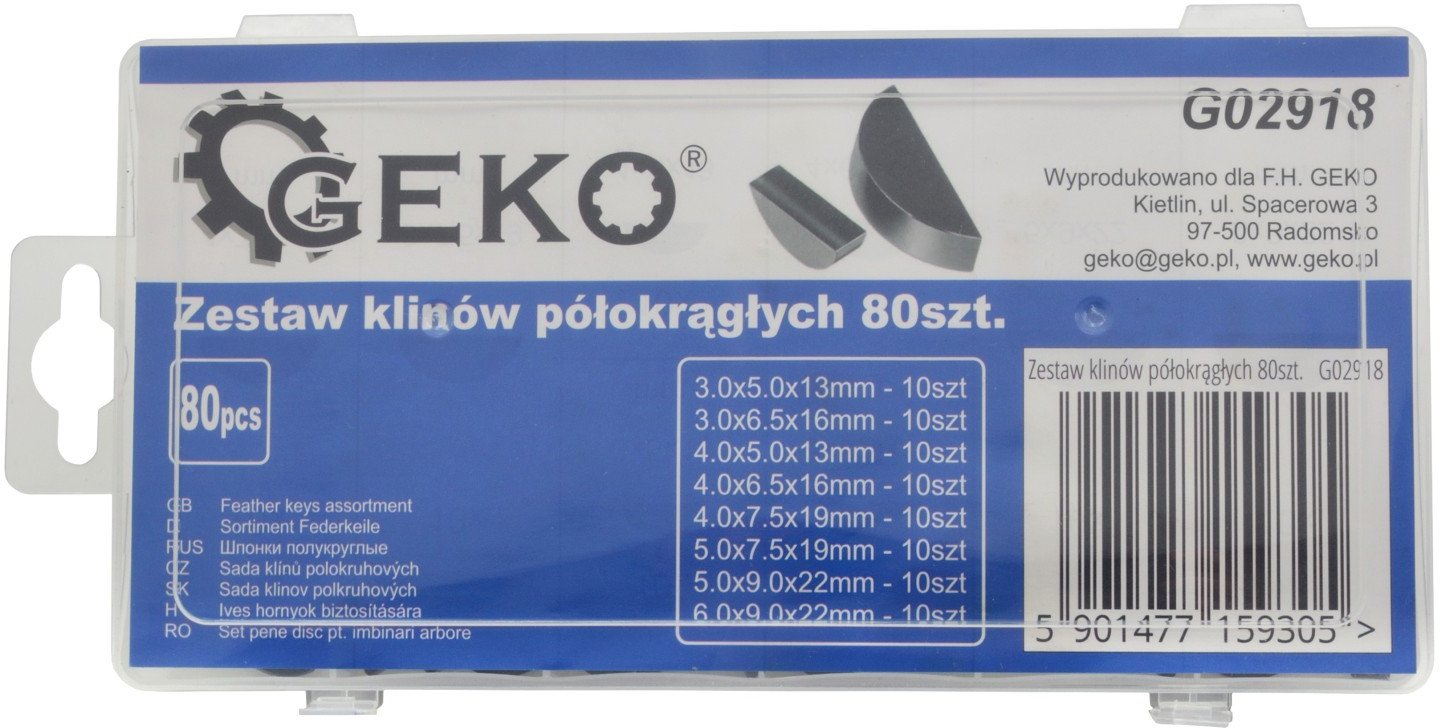 GEKO®
G02918
Wyprodukowano dla F.H. GEKO
Kietlin, ul. Spacerowa 3
97-500 Radomsko
geko@geko.pl, www.geko.pl
Zestaw klinów półokrągłych 80szt.
80pcs
3.0x5.0x13mm - 10szt
3.0x6.5x16mm - 10szt
4.0x5.0x13mm - 10szt
4.0x6.5x16mm - 10szt
4.0x7.5x19mm - 10szt
5.0x7.5x19mm - 10szt
5.0x9.0x22mm - 10szt
6.0x9.0x22mm - 10szt
GB Feather keys assortment
D Sortiment Federkeile
RUS Шпонки полукруглые
CZ Sada klínů polokruhových
SK Sada klinov polkruhových
H Ives hornyok biztosítására
RO Set pene disc pt. imbinari arbore
Zestaw klinów półokrągłych 80szt. G02918
5 901477 159305 >